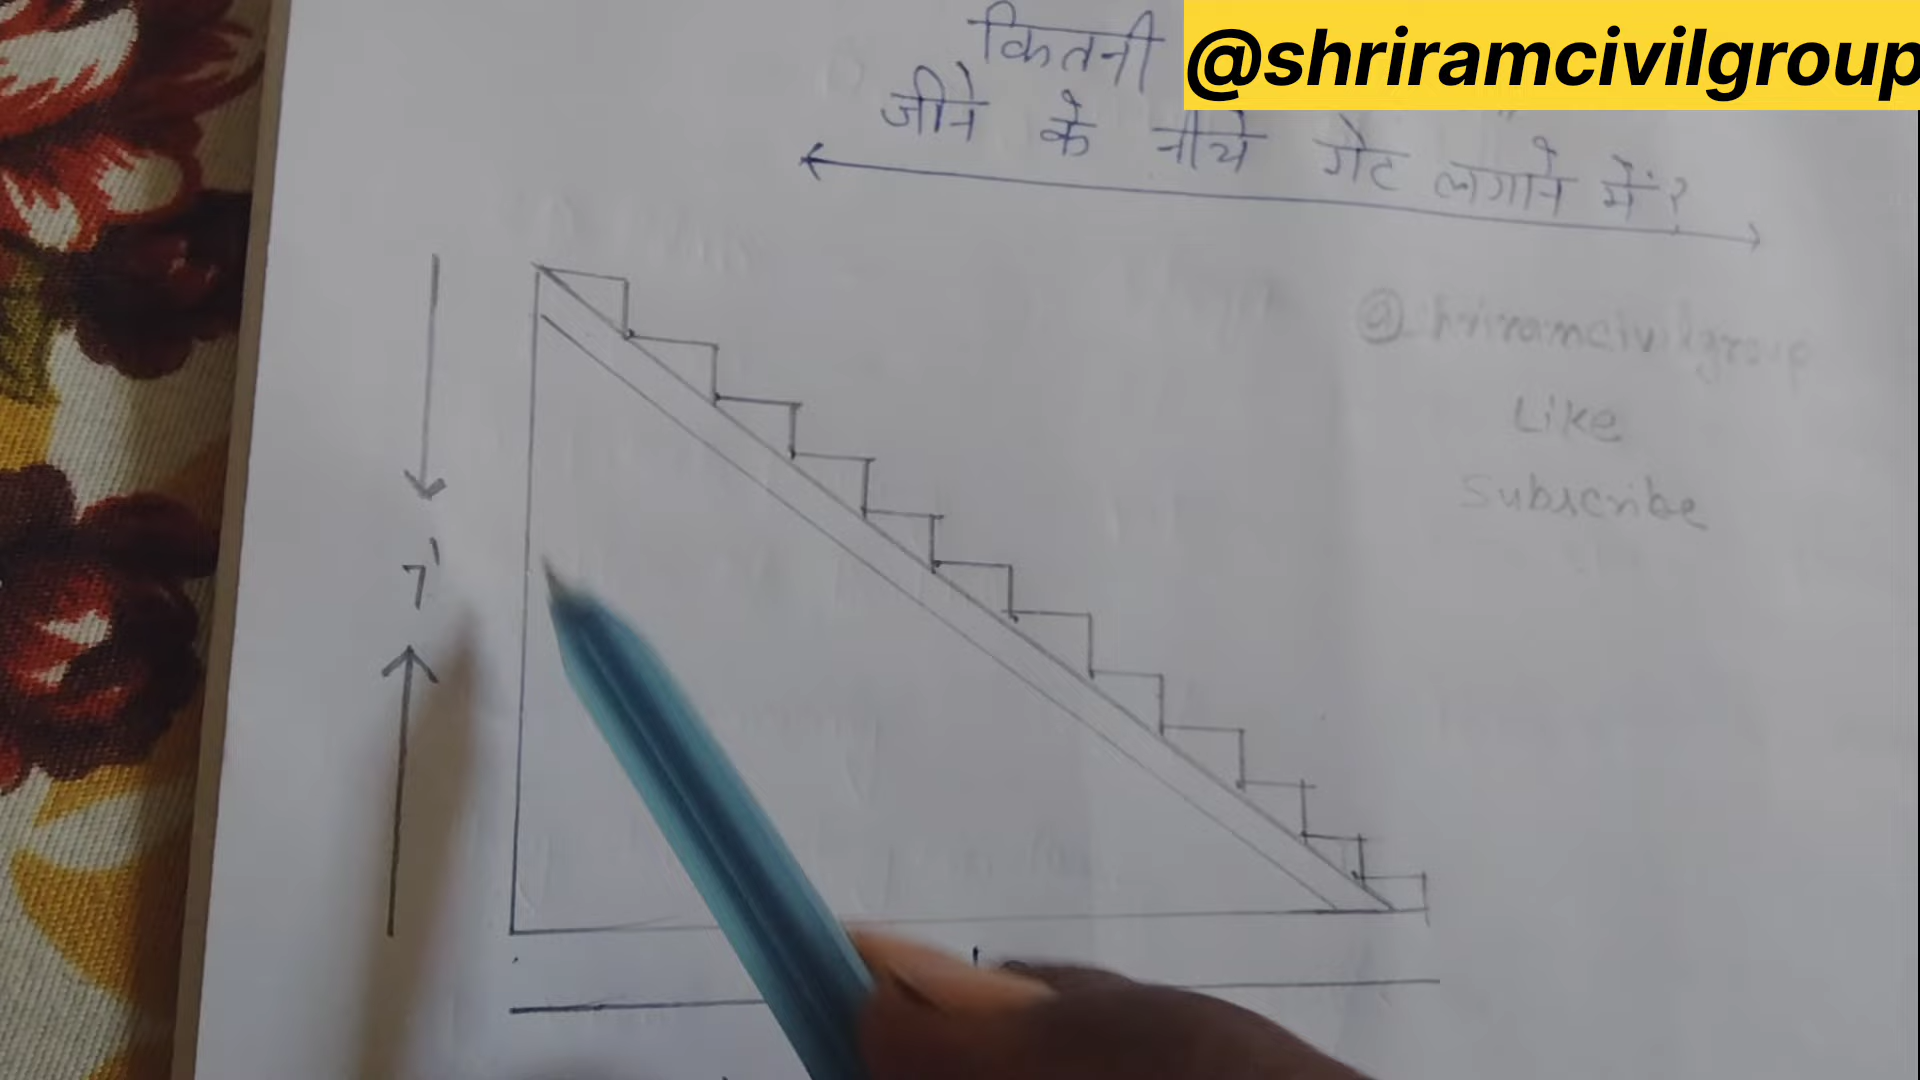 कितनी
@shriramcivilgroup
जीने के नीचे गेट लगाने में ?
@shriramcivilgroup
Like
Subscribe
7'